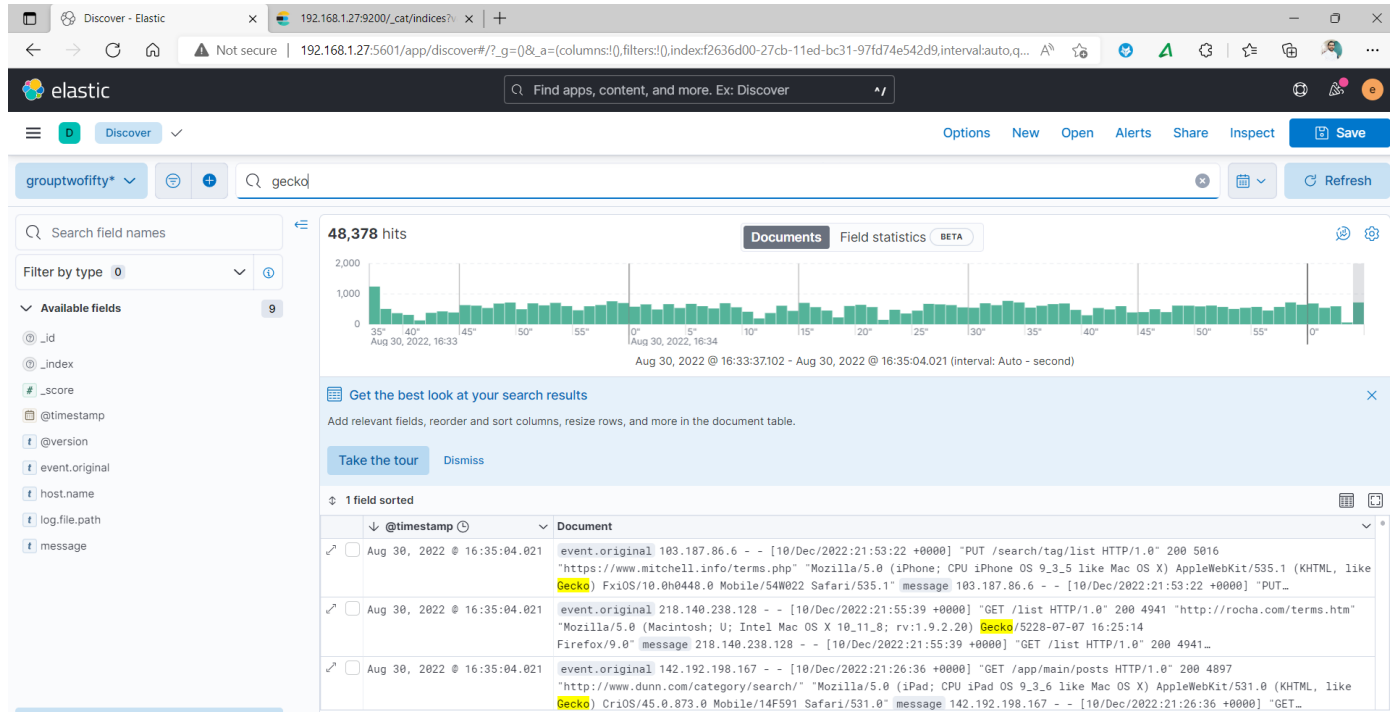 Discover - Elastic
192.168.1.27:9200/_cat/indices?v
Not secure 192.168.1.27:5601/app/discover#/?_g=()&_a=(columns:!(),filters:!(),index:f2636d00-27cb-11ed-bc31-97fd74e542d9,interval:auto,q...
elastic
Find apps, content, and more. Ex: Discover ^/
e
D Discover Options New Open Alerts Share Inspect Save
grouptwofifty* gecko Refresh
Search field names
Filter by type 0
Available fields 9
_id
_index
# _score
@timestamp
t @version
t event.original
t host.name
t log.file.path
t message
48,378 hits Documents Field statistics BETA
2,000
1,000
0
35" 40" 45" 50" 55" 0" 5" 10" 15" 20" 25" 30" 35" 40" 45" 50" 55" 0"
Aug 30, 2022, 16:33 Aug 30, 2022, 16:34
Aug 30, 2022 @ 16:33:37.102 - Aug 30, 2022 @ 16:35:04.021 (interval: Auto - second)
Get the best look at your search results
Add relevant fields, reorder and sort columns, resize rows, and more in the document table.
Take the tour Dismiss
1 field sorted
@timestamp Document
Aug 30, 2022 @ 16:35:04.021 event.original 103.187.86.6 - - [10/Dec/2022:21:53:22 +0000] "PUT /search/tag/list HTTP/1.0" 200 5016
"https://www.mitchell.info/terms.php" "Mozilla/5.0 (iPhone; CPU iPhone OS 9_3_5 like Mac OS X) AppleWebKit/535.1 (KHTML, like
Gecko) FxiOS/10.0h0448.0 Mobile/54W022 Safari/535.1" message 103.187.86.6 - - [10/Dec/2022:21:53:22 +0000] "PUT…
Aug 30, 2022 @ 16:35:04.021 event.original 218.140.238.128 - - [10/Dec/2022:21:55:39 +0000] "GET /list HTTP/1.0" 200 4941 "http://rocha.com/terms.htm"
"Mozilla/5.0 (Macintosh; U; Intel Mac OS X 10_11_8; rv:1.9.2.20) Gecko/5228-07-07 16:25:14
Firefox/9.0" message 218.140.238.128 - - [10/Dec/2022:21:55:39 +0000] "GET /list HTTP/1.0" 200 4941…
Aug 30, 2022 @ 16:35:04.021 event.original 142.192.198.167 - - [10/Dec/2022:21:26:36 +0000] "GET /app/main/posts HTTP/1.0" 200 4897
"http://www.dunn.com/category/search/" "Mozilla/5.0 (iPad; CPU iPad OS 9_3_6 like Mac OS X) AppleWebKit/531.0 (KHTML, like
Gecko) CriOS/45.0.873.0 Mobile/14F591 Safari/531.0" message 142.192.198.167 - - [10/Dec/2022:21:26:36 +0000] "GET…